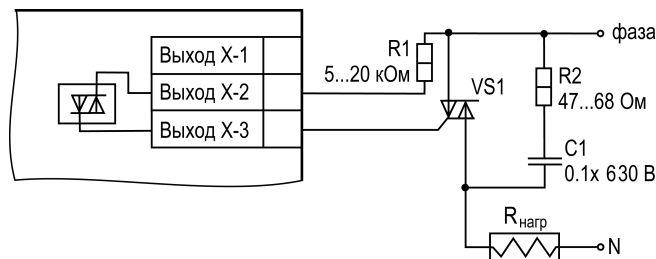 фаза
R1
5...20 кОм
Выход X-1
Выход X-2
Выход X-3
VS1
R2
47...68 Ом
C1
0.1x 630 В
Rнагр
N